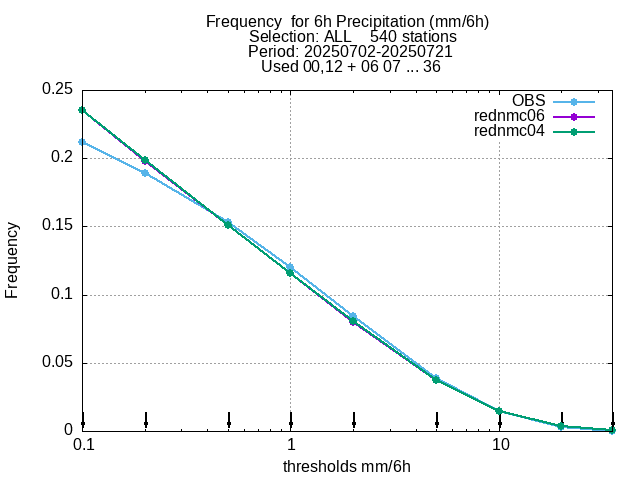 Frequency  for 6h Precipitation (mm/6h)
Selection: ALL    540 stations
Period: 20250702-20250721
Used 00,12 + 06 07 ... 36
0.25
0.2
0.15
0.1
0.05
0
Frequency
OBS
rednmc06
rednmc04
0.1
1
10
thresholds mm/6h